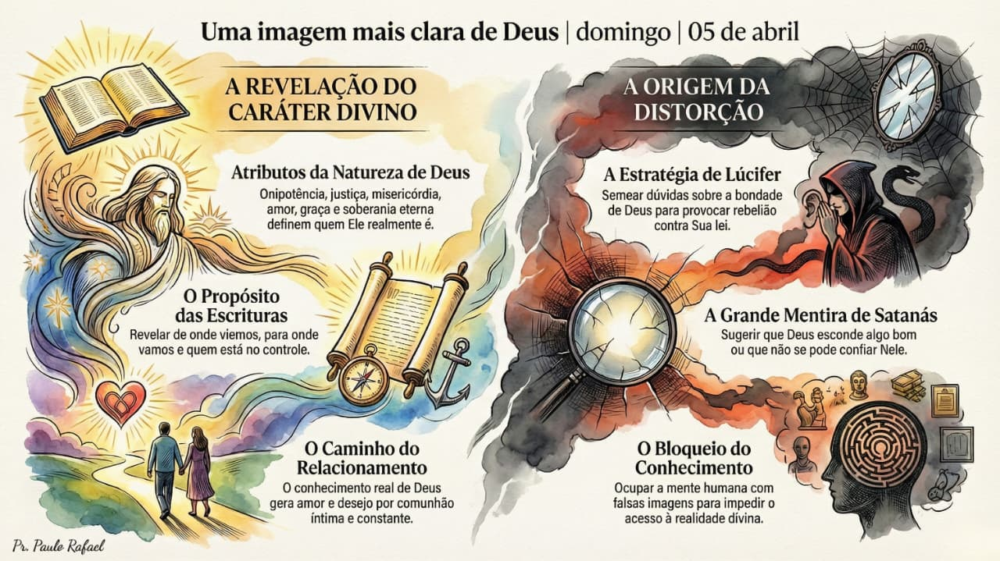 Uma imagem mais clara de Deus | domingo | 05 de abril
A REVELAÇÃO DO
CARÁTER DIVINO
Atributos da Natureza de Deus
Onipotência, justiça, misericórdia,
amor, graça e soberania eterna
definem quem Ele realmente é.
O Propósito
das Escrituras
Revelar de onde viemos, para onde
vamos e quem está no controle.
O Caminho do
Relacionamento
O conhecimento real de Deus
gera amor e desejo por comunhão
íntima e constante.
A ORIGEM DA
DISTORÇÃO
A Estratégia de Lúcifer
Semear dúvidas sobre a bondade
de Deus para provocar rebelião
contra Sua lei.
A Grande Mentira de Satanás
Sugerir que Deus esconde algo bom
ou que não se pode confiar Nele.
O Bloqueio do
Conhecimento
Ocupar a mente humana com
falsas imagens para impedir o
acesso à realidade divina.
Pr. Paulo Rafael